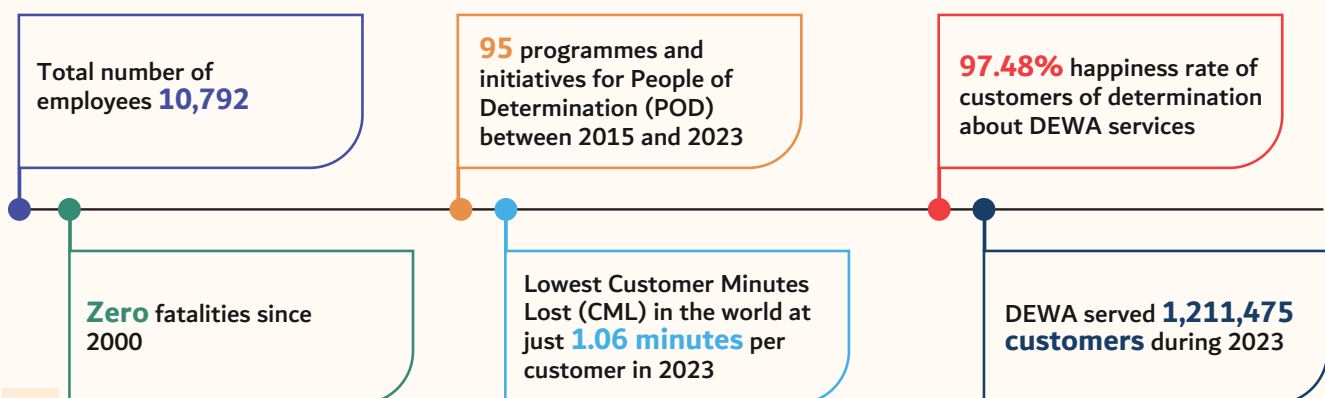 Total number of
employees 10,792
95 programmes and
initiatives for People of
Determination (POD)
between 2015 and 2023
97.48% happiness rate of
customers of determination
about DEWA services
Zero fatalities since
2000
Lowest Customer Minutes
Lost (CML) in the world at
just 1.06 minutes per
customer in 2023
DEWA served 1,211,475
customers during 2023